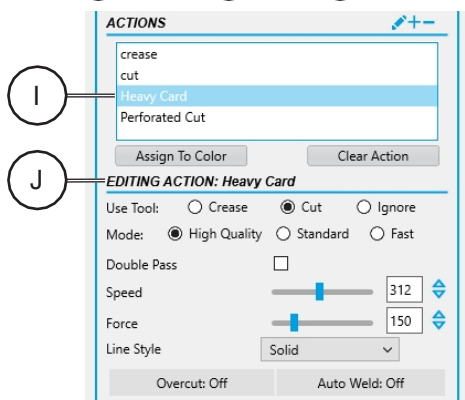 ACTIONS
crease
cut
I
Heavy Card
Perforated Cut
Assign To Color Clear Action
J
EDITING ACTION: Heavy Card
Use Tool: Crease Cut Ignore
Mode: High Quality Standard Fast
Double Pass
Speed 312
Force 150
Line Style Solid
Overcut: Off Auto Weld: Off